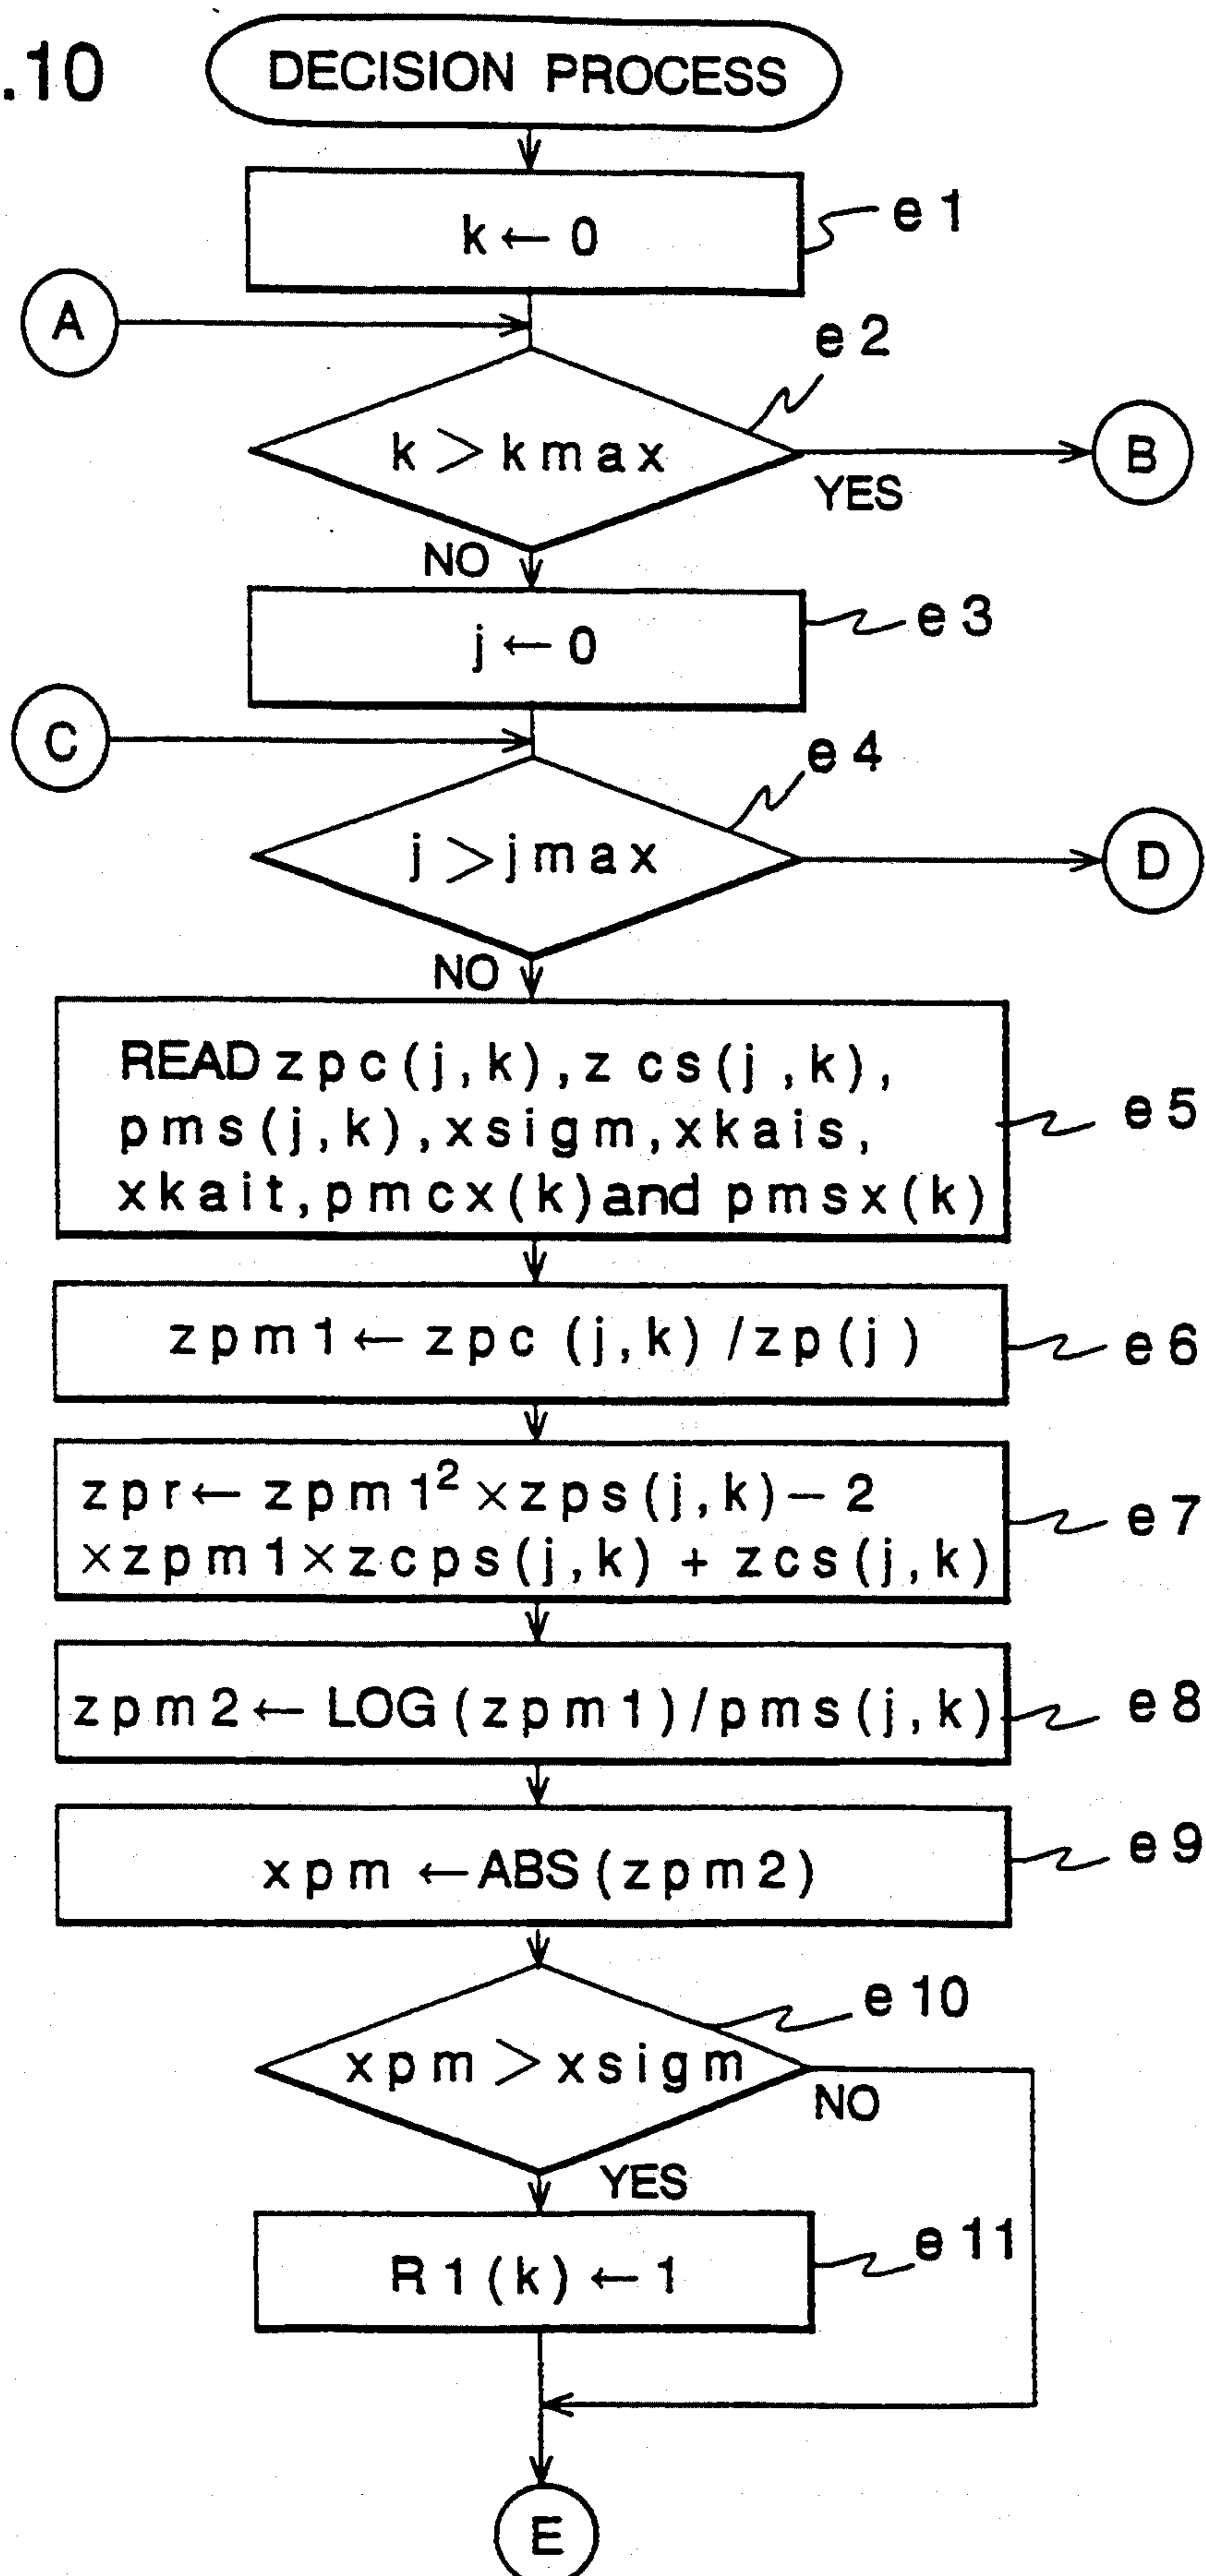 .10
DECISION PROCESS
k ← 0
e 1
A
e 2
k > k m a x
B
YES
NO
j ← 0
e 3
C
e 4
j > j m a x
D
NO
READ z p c ( j , k ) , z c s ( j , k ) ,
p m s ( j , k ) , x s i g m , x k a i s ,
x k a i t , p m c x ( k ) and p m s x ( k )
e 5
z p m 1 ← z p c ( j , k ) / z p ( j )
e 6
z p r ← z p m 1² × z p s ( j , k ) − 2
× z p m 1 × z c p s ( j , k ) + z c s ( j , k )
e 7
z p m 2 ← LOG ( z p m 1 ) / p m s ( j , k )
e 8
x p m ← ABS ( z p m 2 )
e 9
e 10
x p m > x s i g m
NO
YES
R 1 ( k ) ← 1
e 11
E